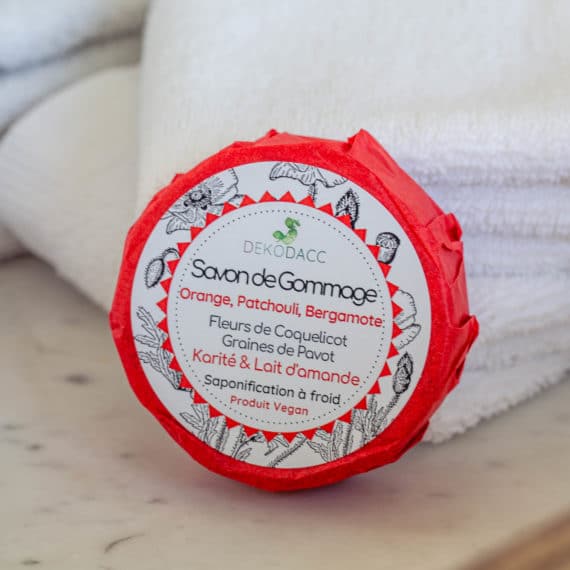 DEKODACC
Savon de Gommage
Orange, Patchouli, Bergamote
Fleurs de Coquelicot
Graines de Pavot
Karité & Lait d'amande
Saponification à froid
Produit Vegan